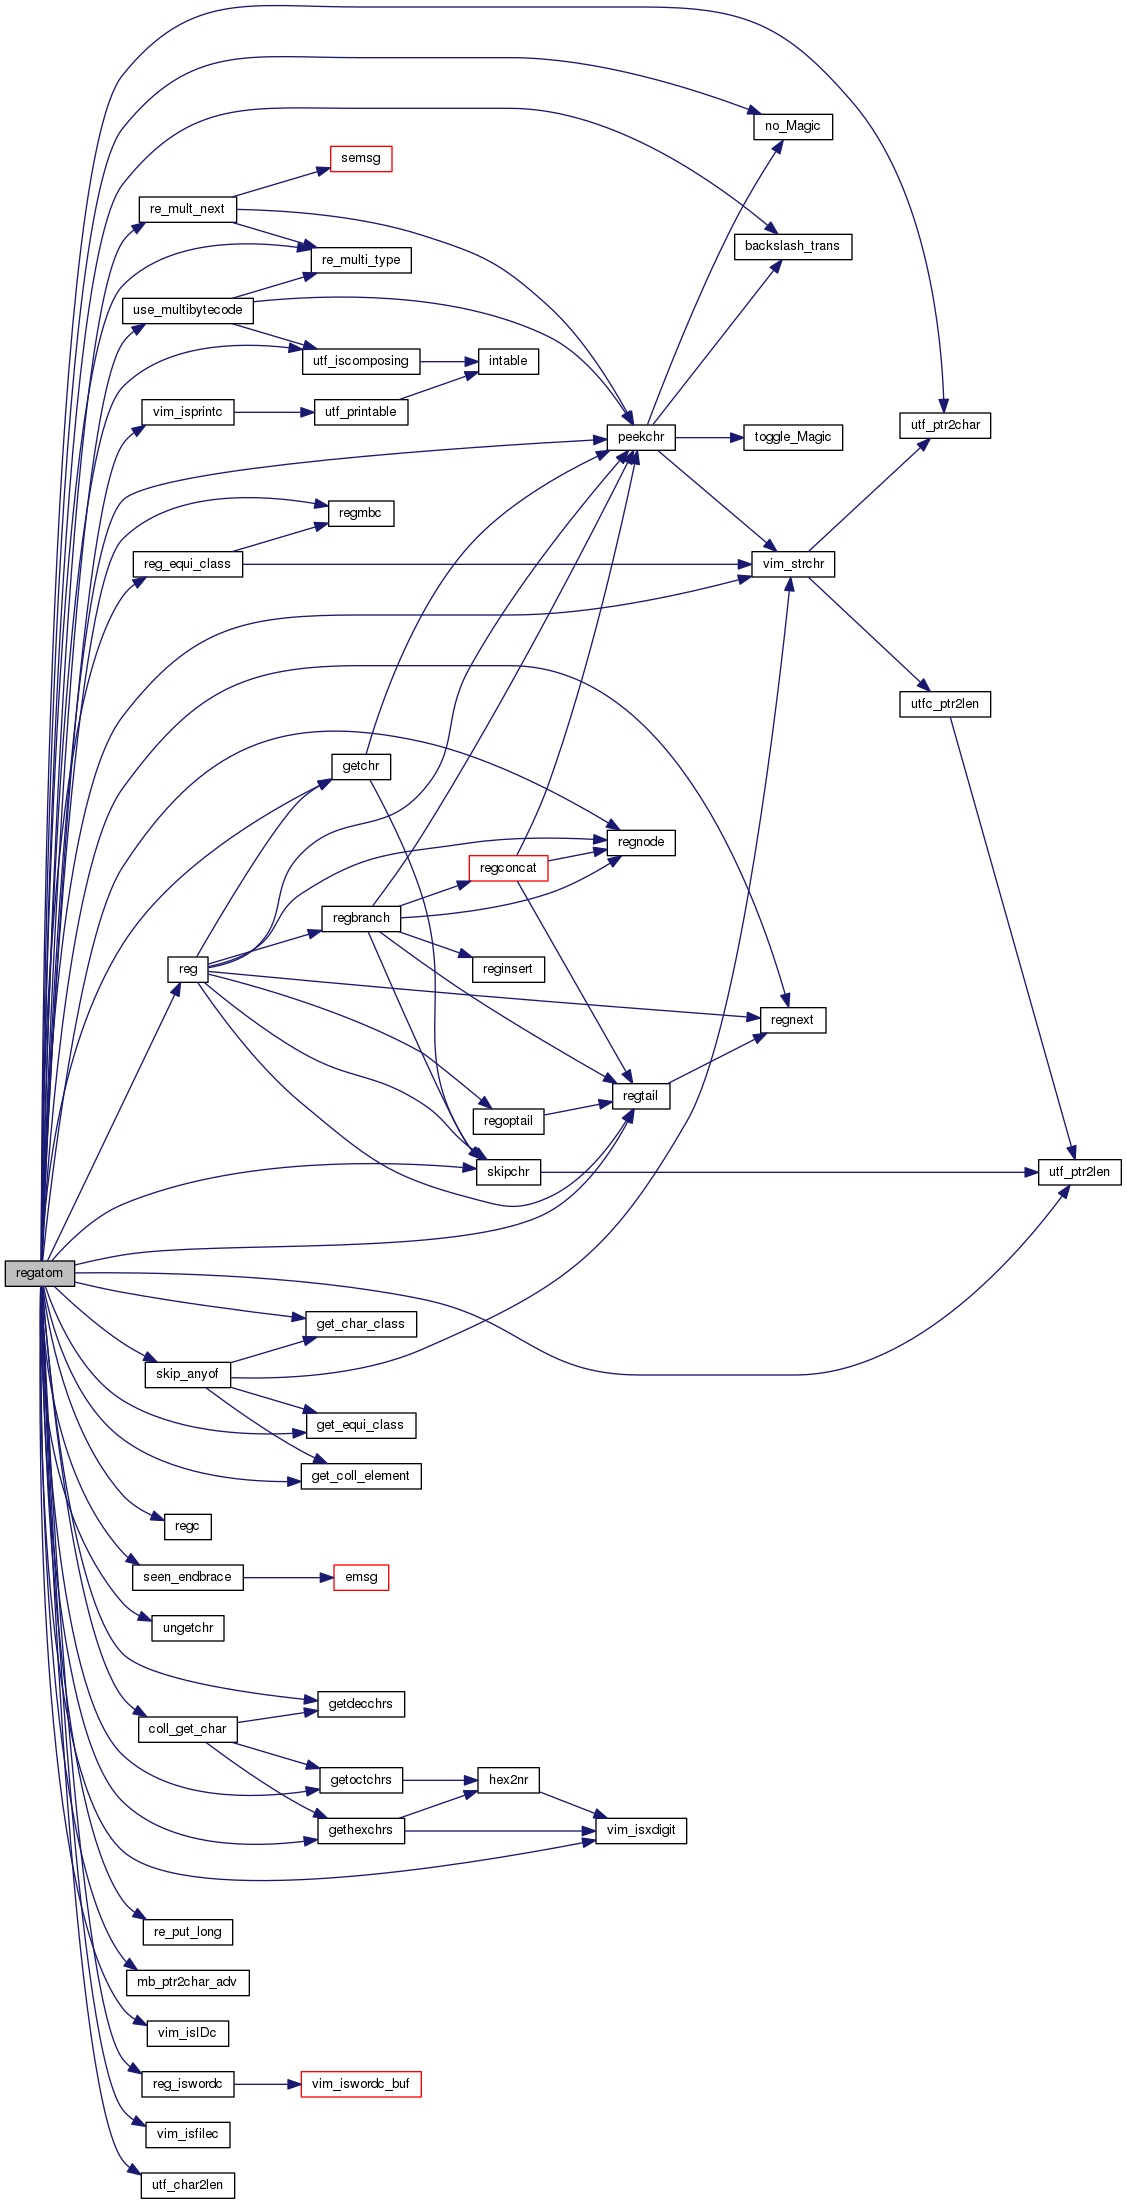 no_Magic
semsg
re_mult_next
backslash_trans
re_multi_type
use_multibytecode
utf_iscomposing
intable
vim_isprintc
utf_printable
utf_ptr2char
peekchr
toggle_Magic
regmbc
reg_equi_class
vim_strchr
utfc_ptr2len
getchr
regnode
regconcat
regbranch
reg
reginsert
regnext
regtail
regoptail
skipchr
utf_ptr2len
regatom
get_char_class
skip_anyof
get_equi_class
get_coll_element
regc
seen_endbrace
emsg
ungetchr
getdecchrs
coll_get_char
getoctchrs
hex2nr
gethexchrs
vim_isxdigit
re_put_long
mb_ptr2char_adv
vim_isIDc
reg_iswordc
vim_iswordc_buf
vim_isfilec
utf_char2len